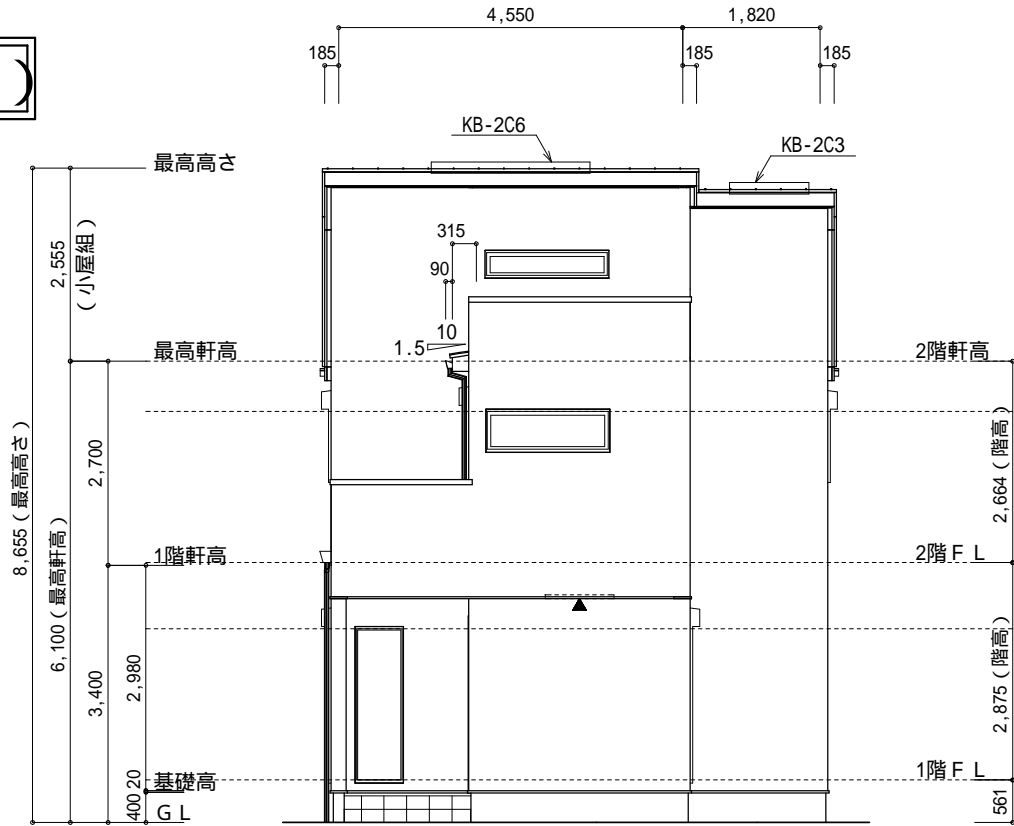 4,550
1,820
185
185
185
KB-2C6
KB-2C3
最高高さ
2,555
(小屋組)
315
90
10
1.5
最高軒高
2階軒高
2,700
2,664(階高)
8,655(最高高さ)
6,100(最高軒高)
1階軒高
2階ＦＬ
3,400
2,980
2,875(階高)
20
基礎高
1階ＦＬ
400
ＧＬ
561